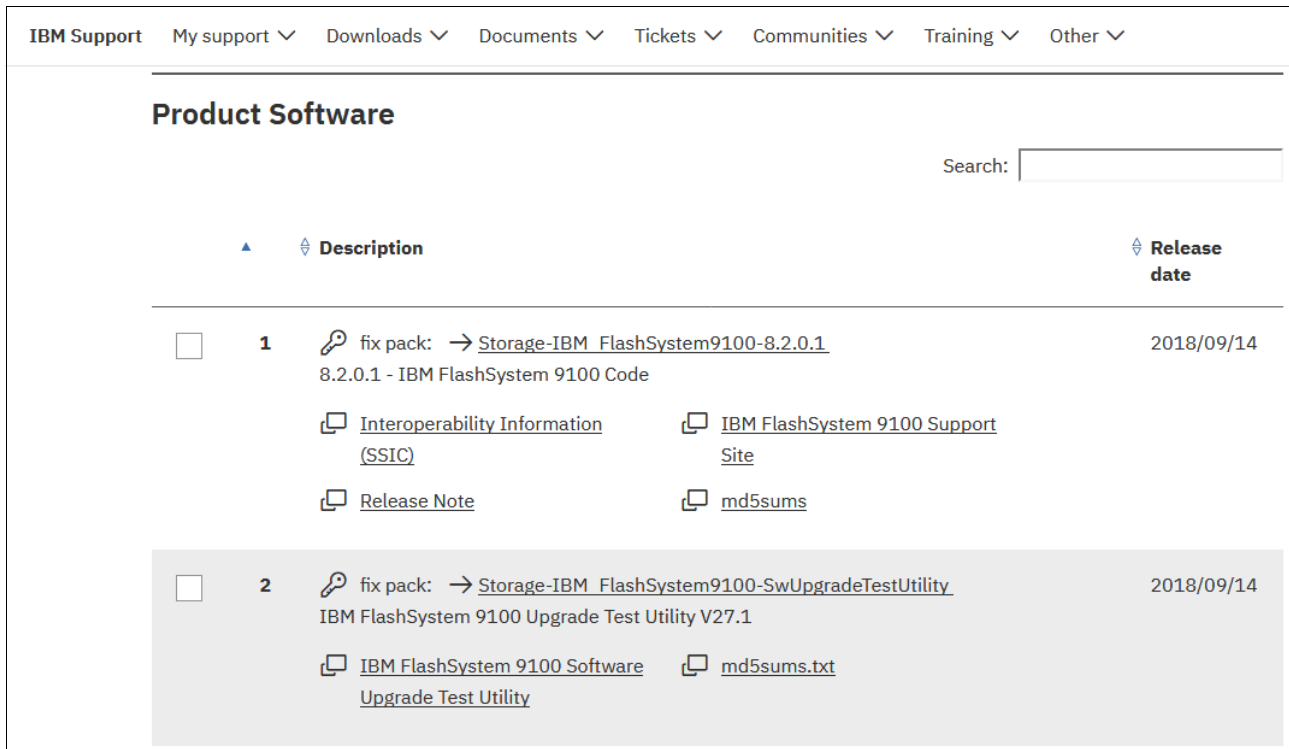 IBM Support My support Downloads Documents Tickets Communities Training Other
Product Software
Search:
Description Release
date
1 fix pack: Storage-IBM_FlashSystem9100-8.2.0.1 2018/09/14
8.2.0.1 - IBM FlashSystem 9100 Code
Interoperability Information IBM FlashSystem 9100 Support
(SSIC) Site
Release Note md5sums
2 fix pack: Storage-IBM_FlashSystem9100-SwUpgradeTestUtility 2018/09/14
IBM FlashSystem 9100 Upgrade Test Utility V27.1
IBM FlashSystem 9100 Software md5sums.txt
Upgrade Test Utility